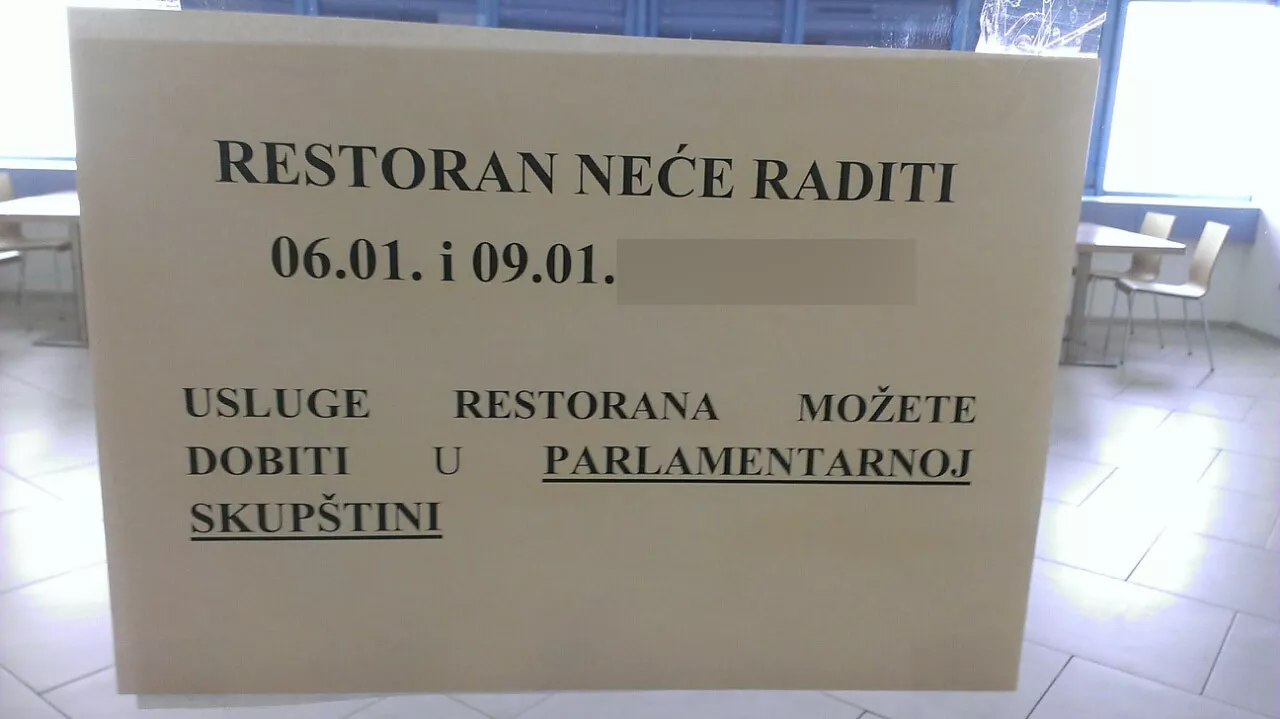 RESTORAN NEĆE RADITI
06.01. i 09.01.
USLUGE RESTORANA MOŽETE
DOBITI U PARLAMENTARNOJ
SKUPŠTINI